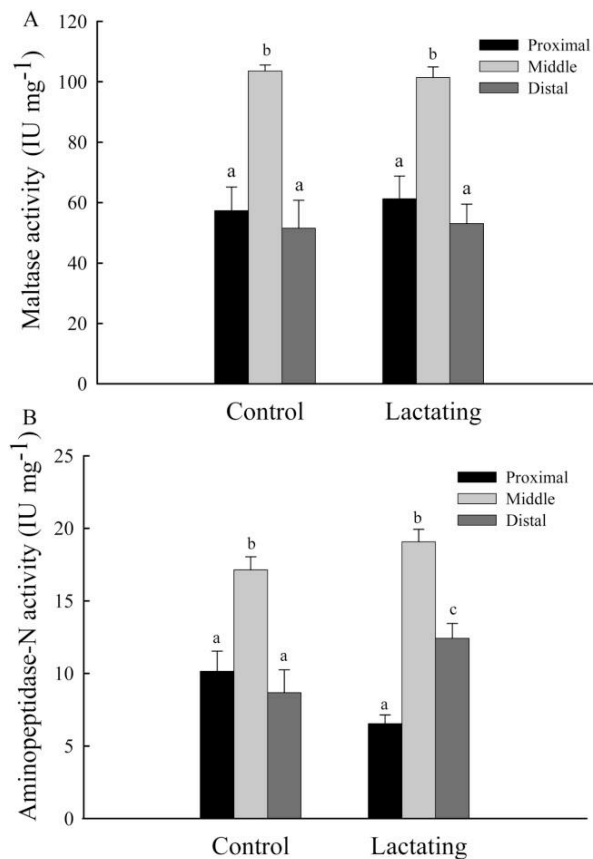 A
Maltase activity (IU mg-1)
120
100
80
60
40
20
0
Proximal
Middle
Distal
a
b
a
a
b
a
Control Lactating
B
Aminopeptidase-N activity (IU mg-1)
25
20
15
10
5
0
Proximal
Middle
Distal
a
b
a
a
b
c
Control Lactating